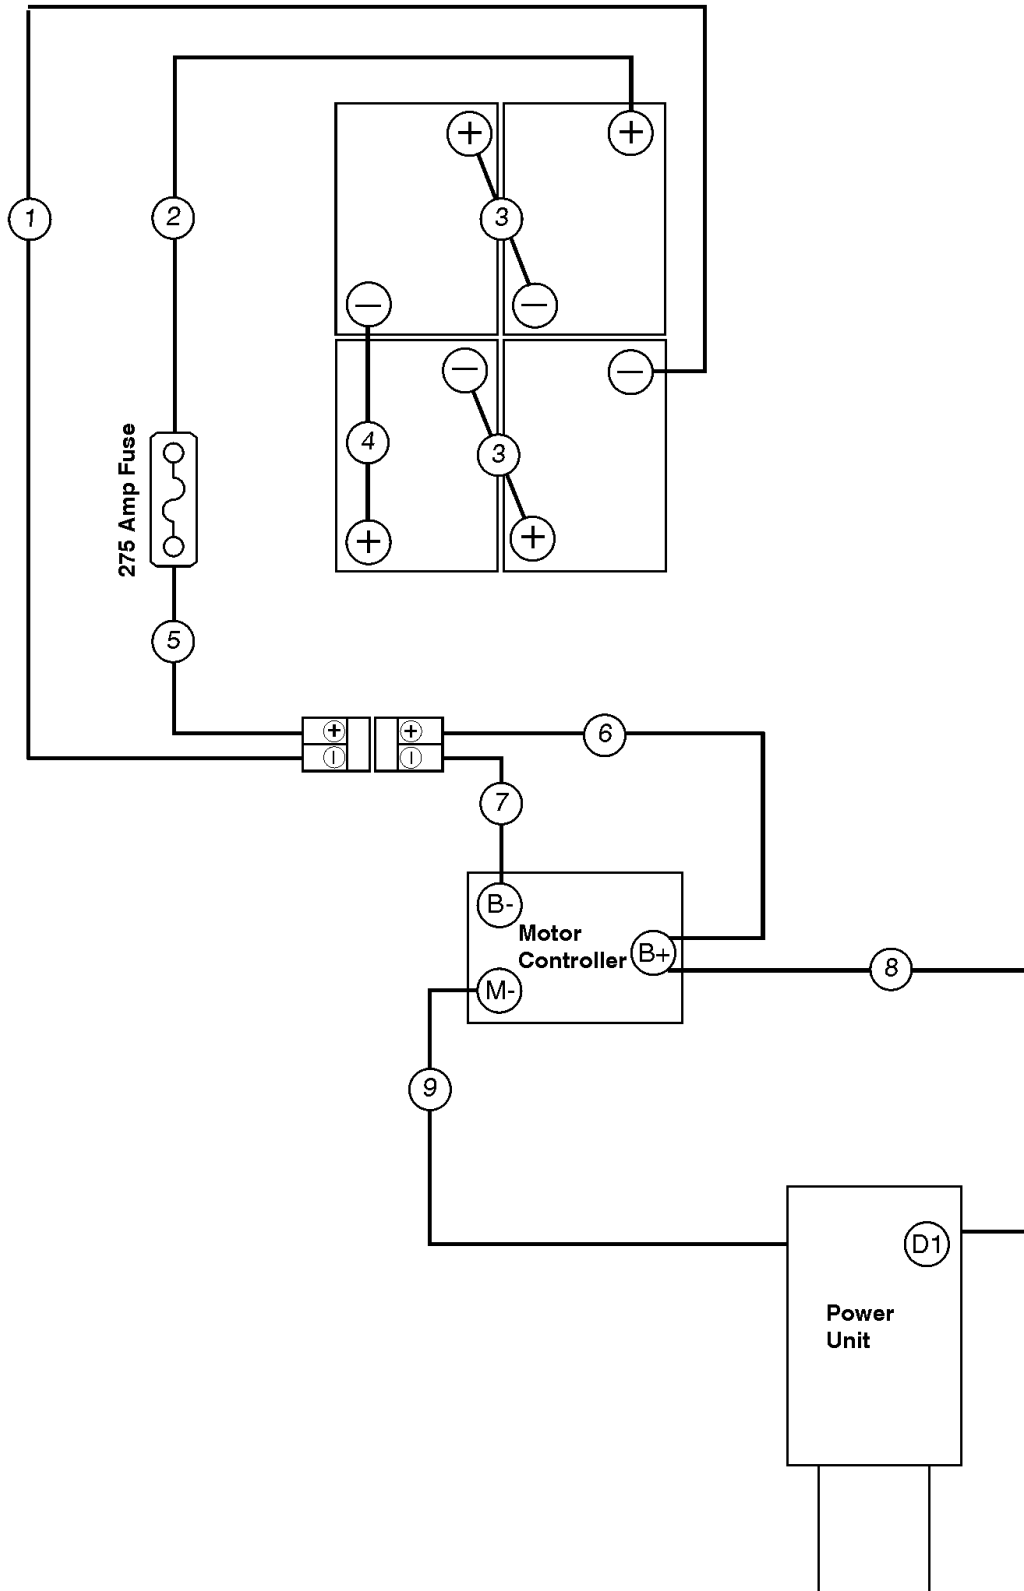 +
+
1
2
3
—
—
—
—
4
3
275 Amp Fuse
+
+
5
+
+
6
—
—
7
B-
Motor
Controller
B+
8
M-
9
D1
Power
Unit